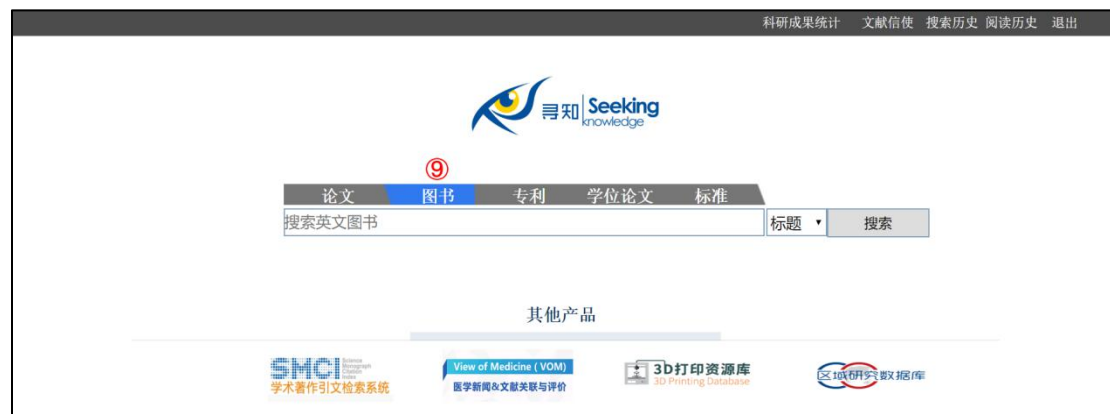 科研成果统计 文献信使 搜索历史 阅读历史 退出
寻知 Seeking
knowledge
⑨
论文 图书 专利 学位论文 标准
搜索英文图书 标题 搜索
其他产品
SMCI Science Monograph Citation Index
学术著作引文检索系统
View of Medicine ( VOM)
医学新闻&文献关联与评价
3D打印资源库
3D Printing Database
区域研究数据库